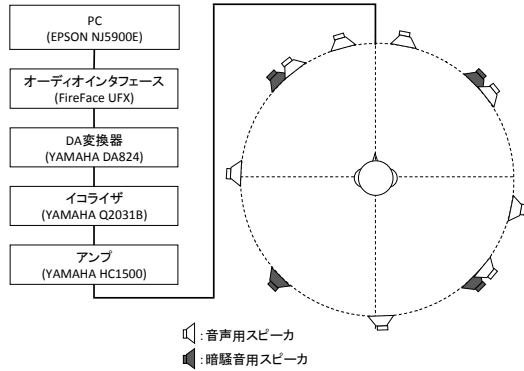 PC
(EPSON NJ5900E)
オーディオインタフェース
(FireFace UFX)
DA変換器
(YAMAHA DA824)
イコライザ
(YAMAHA Q2031B)
アンプ
(YAMAHA HC1500)
:音声用スピーカ
:暗騒音用スピーカ